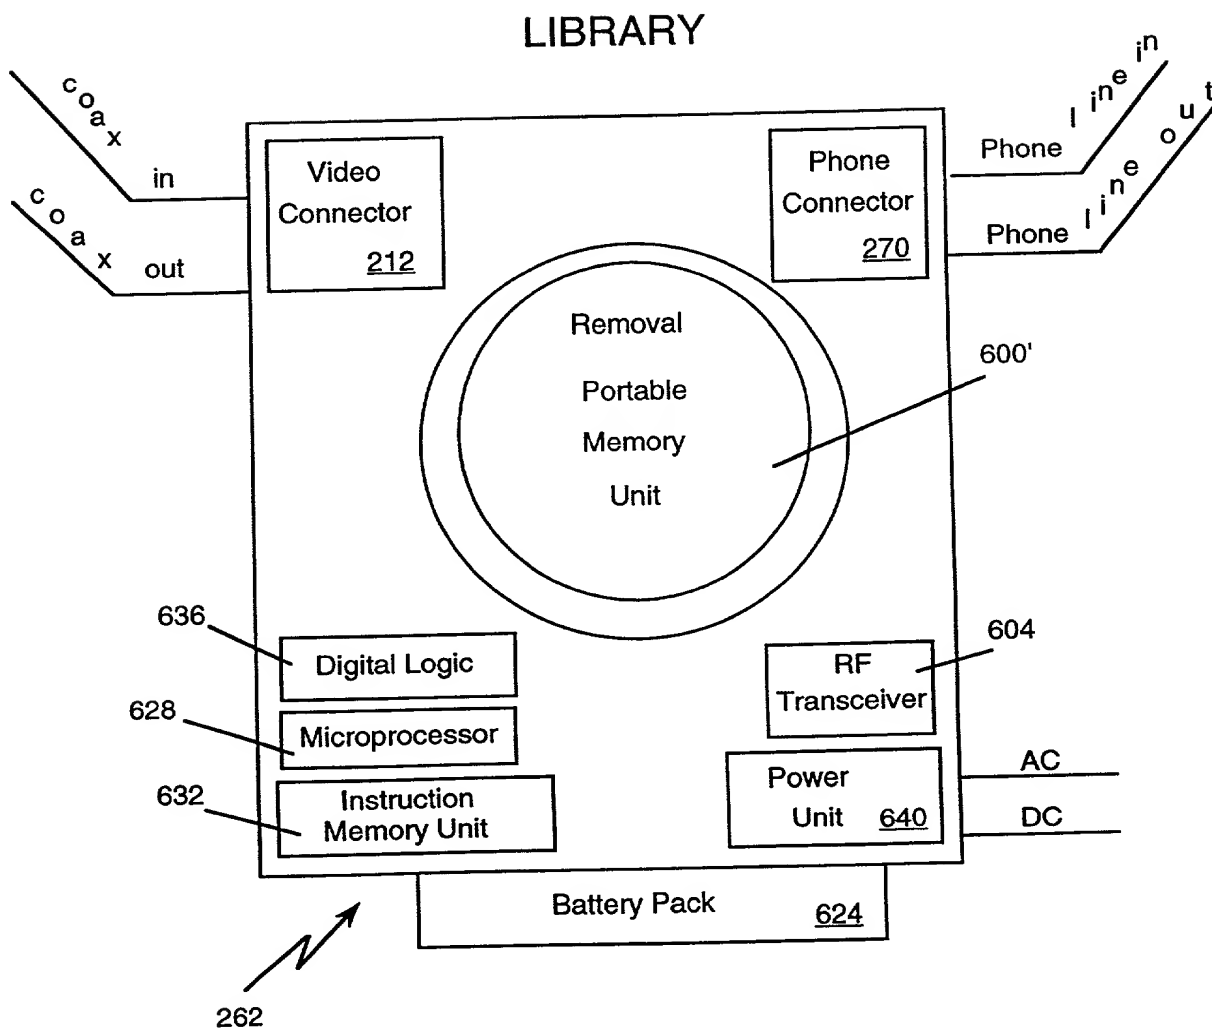 LIBRARY
coax in
coax out
Video
Connector
212
Phone
Connector
270
Phone line in
Phone line out
Removal
Portable
Memory
Unit
600'
636
Digital Logic
628
Microprocessor
632
Instruction
Memory Unit
604
RF
Transceiver
Power
Unit 640
AC
DC
Battery Pack 624
262